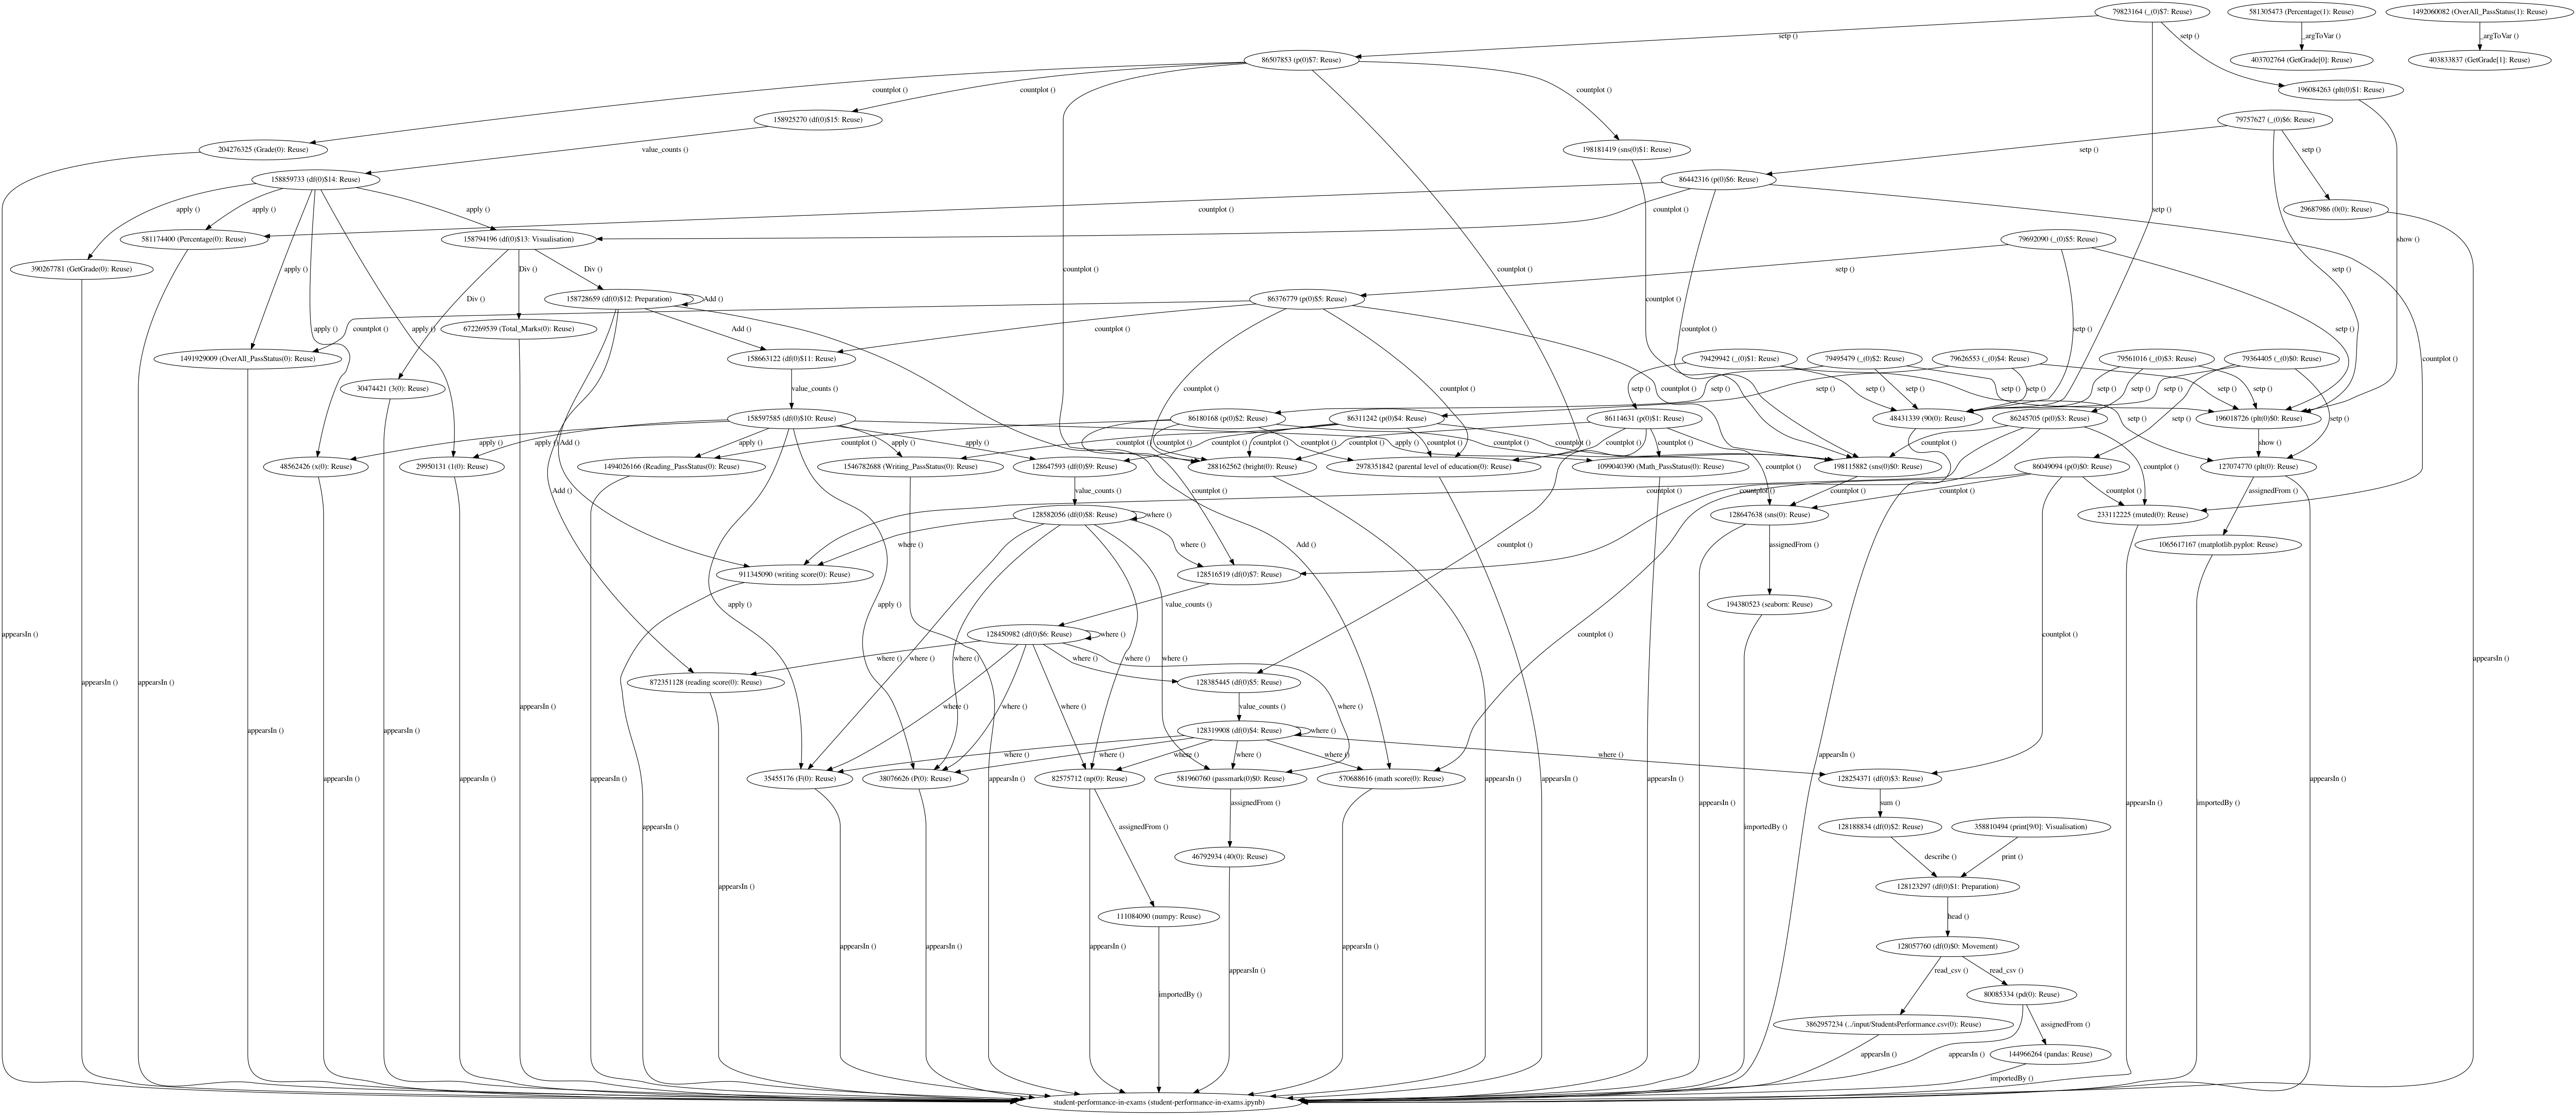 79823164 (_(0)$7: Reuse)
581305473 (Percentage(1): Reuse)
1492060082 (OverAll_PassStatus(1): Reuse)
setp ()
setp ()
_argToVar ()
_argToVar ()
86507853 (p(0)$7: Reuse)
403702764 (GetGrade[0]: Reuse)
403833837 (GetGrade[1]: Reuse)
countplot ()
countplot ()
countplot ()
196084263 (plt(0)$1: Reuse)
158925270 (df(0)$15: Reuse)
79757627 (_(0)$6: Reuse)
204276325 (Grade(0): Reuse)
value_counts ()
198181419 (sns(0)$1: Reuse)
setp ()
setp ()
158859733 (df(0)$14: Reuse)
86442316 (p(0)$6: Reuse)
apply ()
apply ()
apply ()
countplot ()
countplot ()
setp ()
29687986 (0(0): Reuse)
581174400 (Percentage(0): Reuse)
158794196 (df(0)$13: Visualisation)
79692090 (_(0)$5: Reuse)
show ()
390267781 (GetGrade(0): Reuse)
apply ()
Div ()
Div ()
countplot ()
countplot ()
setp ()
setp ()
Div ()
158728659 (df(0)$12: Preparation)
Add ()
86376779 (p(0)$5: Reuse)
countplot ()
apply ()
countplot ()
apply ()
672269539 (Total_Marks(0): Reuse)
Add ()
countplot ()
countplot ()
setp ()
setp ()
1491929009 (OverAll_PassStatus(0): Reuse)
158663122 (df(0)$11: Reuse)
79429942 (_(0)$1: Reuse)
79495479 (_(0)$2: Reuse)
79626553 (_(0)$4: Reuse)
79561016 (_(0)$3: Reuse)
79364405 (_(0)$0: Reuse)
countplot ()
30474421 (3(0): Reuse)
value_counts ()
countplot ()
countplot ()
setp ()
countplot ()
setp ()
setp ()
setp ()
setp ()
setp ()
setp ()
setp ()
setp ()
setp ()
158597585 (df(0)$10: Reuse)
86180168 (p(0)$2: Reuse)
86311242 (p(0)$4: Reuse)
86114631 (p(0)$1: Reuse)
48431339 (90(0): Reuse)
86245705 (p(0)$3: Reuse)
setp ()
196018726 (plt(0)$0: Reuse)
setp ()
apply ()
apply ()
Add ()
apply ()
countplot ()
apply ()
apply ()
countplot ()
countplot ()
countplot ()
countplot ()
countplot ()
countplot ()
apply ()
countplot ()
countplot ()
countplot ()
countplot ()
countplot ()
countplot ()
show ()
48562426 (x(0): Reuse)
29950131 (1(0): Reuse)
1494026166 (Reading_PassStatus(0): Reuse)
1546782688 (Writing_PassStatus(0): Reuse)
128647593 (df(0)$9: Reuse)
288162562 (bright(0): Reuse)
2978351842 (parental level of education(0): Reuse)
1099040390 (Math_PassStatus(0): Reuse)
198115882 (sns(0)$0: Reuse)
countplot ()
countplot ()
86049094 (p(0)$0: Reuse)
127074770 (plt(0): Reuse)
Add ()
value_counts ()
countplot ()
countplot ()
countplot ()
countplot ()
countplot ()
countplot ()
assignedFrom ()
128582056 (df(0)$8: Reuse)
where ()
128647638 (sns(0): Reuse)
233112225 (muted(0): Reuse)
where ()
where ()
Add ()
countplot ()
assignedFrom ()
1065617167 (matplotlib.pyplot: Reuse)
911345090 (writing score(0): Reuse)
128516519 (df(0)$7: Reuse)
apply ()
apply ()
value_counts ()
194380523 (seaborn: Reuse)
appearsIn ()
128450982 (df(0)$6: Reuse)
where ()
countplot ()
countplot ()
where ()
where ()
where ()
where ()
where ()
where ()
appearsIn ()
appearsIn ()
appearsIn ()
872351128 (reading score(0): Reuse)
128385445 (df(0)$5: Reuse)
appearsIn ()
where ()
where ()
where ()
value_counts ()
where ()
appearsIn ()
128319908 (df(0)$4: Reuse)
where ()
appearsIn ()
where ()
where ()
where ()
where ()
where ()
where ()
appearsIn ()
appearsIn ()
appearsIn ()
appearsIn ()
35455176 (F(0): Reuse)
38076626 (P(0): Reuse)
appearsIn ()
82575712 (np(0): Reuse)
581960760 (passmark(0)$0: Reuse)
570688616 (math score(0): Reuse)
appearsIn ()
appearsIn ()
appearsIn ()
128254371 (df(0)$3: Reuse)
appearsIn ()
assignedFrom ()
appearsIn ()
sum ()
appearsIn ()
importedBy ()
appearsIn ()
assignedFrom ()
importedBy ()
128188834 (df(0)$2: Reuse)
358810494 (print[9/0]: Visualisation)
46792934 (40(0): Reuse)
describe ()
print ()
appearsIn ()
128123297 (df(0)$1: Preparation)
111084090 (numpy: Reuse)
head ()
appearsIn ()
appearsIn ()
appearsIn ()
appearsIn ()
128057760 (df(0)$0: Movement)
appearsIn ()
read_csv ()
read_csv ()
importedBy ()
80085334 (pd(0): Reuse)
3862957234 (../input/StudentsPerformance.csv(0): Reuse)
assignedFrom ()
appearsIn ()
appearsIn ()
144966264 (pandas: Reuse)
importedBy ()
student-performance-in-exams (student-performance-in-exams.ipynb)